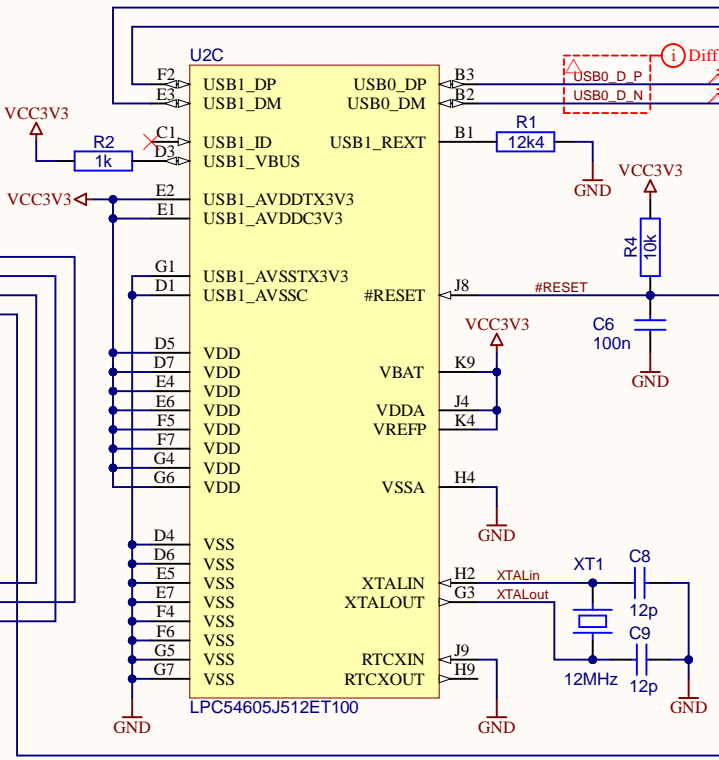 U2C
F2 USB1_DP USB0_DP B3
E3 USB1_DM USB0_DM B2
USB0_D_P
USB0_D_N
i
VCC3V3
R2
1k
C1 USB1_ID USB1_REXT B1
D3 USB1_VBUS
R1
12k4
GND
VCC3V3
E2 USB1_AVDDTX3V3
E1 USB1_AVDDC3V3
VCC3V3
R4
10k
G1 USB1_AVSSTX3V3
D1 USB1_AVSSC #RESET J8
#RESET
C6
100n
GND
VCC3V3
D5 VDD
D7 VDD VBAT K9
E4 VDD
E6 VDD VDDA J4
F5 VDD VREFP K4
F7 VDD
G4 VDD
G6 VDD VSSA H4
GND
D4 VSS
D6 VSS
E5 VSS XTALIN H2 XTALin
E7 VSS XTALOUT G3 XTALout
F4 VSS
F6 VSS
G5 VSS RTCXIN J9
G7 VSS RTCXOUT H9
XT1
12MHz
C8
12p
C9
12p
GND
LPC54605J512ET100
GND
GND